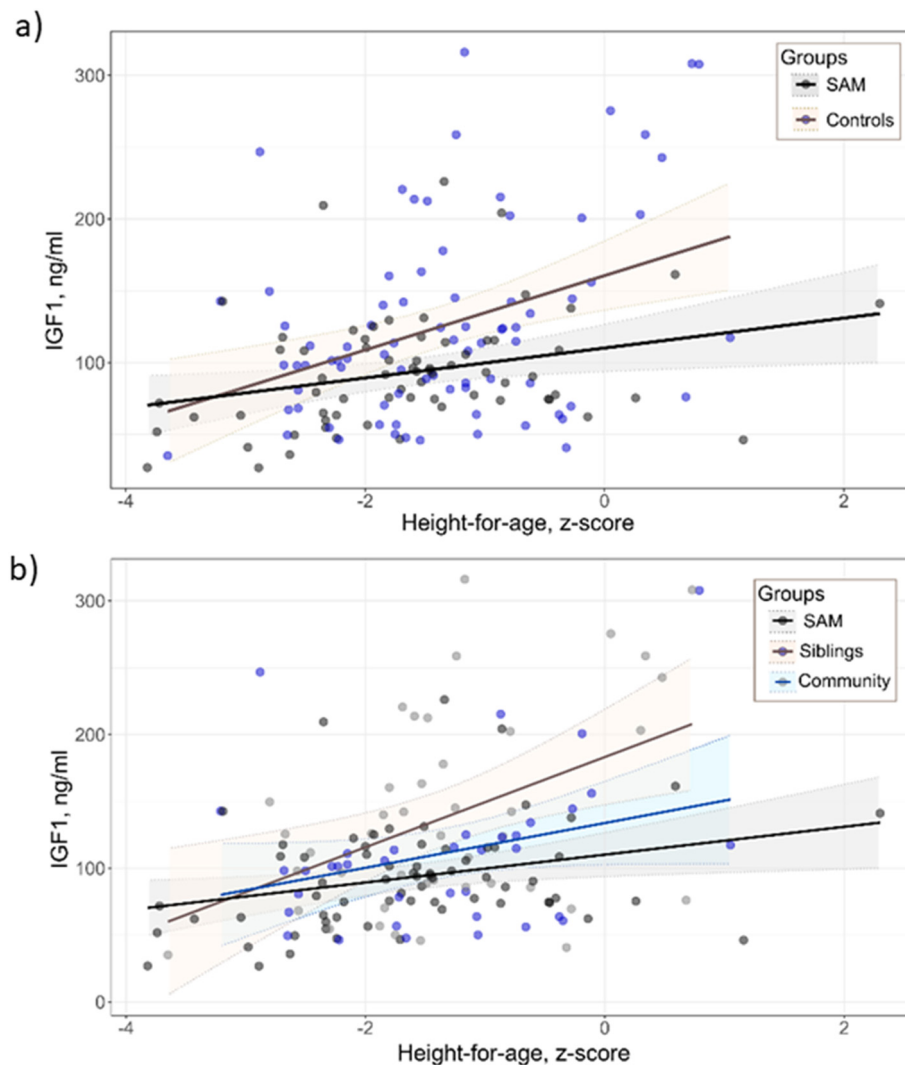 a)
300
200
100
IGF1, ng/ml
Groups
SAM
Controls
-4
-2
0
2
Height-for-age, z-score
b)
300
200
100
0
IGF1, ng/ml
Groups
SAM
Siblings
Community
-4
-2
0
2
Height-for-age, z-score